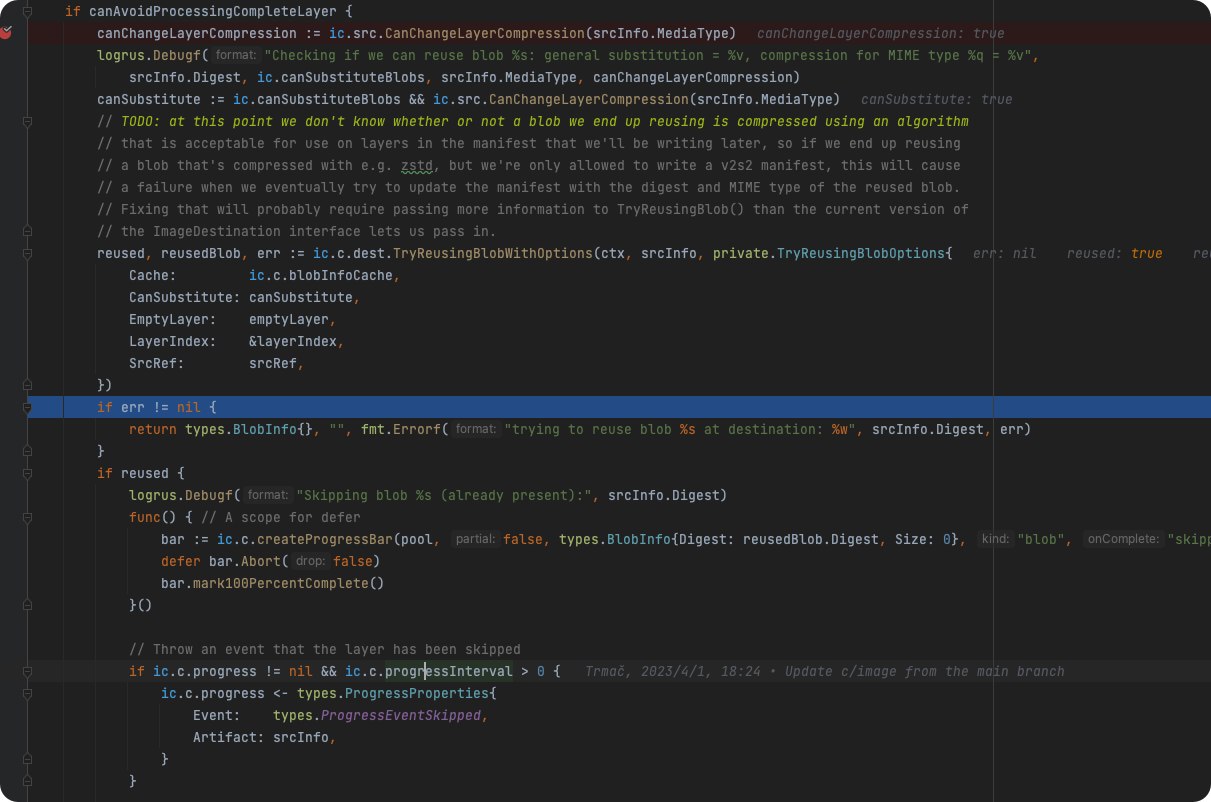 if canAvoidProcessingCompleteLayer {
canChangeLayerCompression := ic.src.CanChangeLayerCompression(srcInfo.MediaType) canChangeLayerCompression: true
logrus.Debugf( format: "Checking if we can reuse blob %s: general substitution = %v, compression for MIME type %q = %v",
srcInfo.Digest, ic.canSubstituteBlobs, srcInfo.MediaType, canChangeLayerCompression)
canSubstitute := ic.canSubstituteBlobs && ic.src.CanChangeLayerCompression(srcInfo.MediaType) canSubstitute: true
// TODO: at this point we don't know whether or not a blob we end up reusing is compressed using an algorithm
// that is acceptable for use on layers in the manifest that we'll be writing later, so if we end up reusing
// a blob that's compressed with e.g. zstd, but we're only allowed to write a v2s2 manifest, this will cause
// a failure when we eventually try to update the manifest with the digest and MIME type of the reused blob.
// Fixing that will probably require passing more information to TryReusingBlob() than the current version of
// the ImageDestination interface lets us pass in.
reused, reusedBlob, err := ic.c.dest.TryReusingBlobWithOptions(ctx, srcInfo, private.TryReusingBlobOptions{ err: nil reused: true
Cache: ic.c.blobInfoCache,
CanSubstitute: canSubstitute,
EmptyLayer: emptyLayer,
LayerIndex: &layerIndex,
SrcRef: srcRef,
})
if err != nil {
return types.BlobInfo{}, "", fmt.Errorf( format: "trying to reuse blob %s at destination: %w", srcInfo.Digest, err)
}
if reused {
logrus.Debugf( format: "Skipping blob %s (already present):", srcInfo.Digest)
func() { // A scope for defer
bar := ic.c.createProgressBar(pool, partial: false, types.BlobInfo{Digest: reusedBlob.Digest, Size: 0}, kind: "blob", onComplete: "skip
defer bar.Abort( drop: false)
bar.mark100PercentComplete()
}()
// Throw an event that the layer has been skipped
if ic.c.progress != nil && ic.c.progressInterval > 0 { Trmač, 2023/4/1, 18:24 • Update c/image from the main branch
ic.c.progress <- types.ProgressProperties{
Event: types.ProgressEventSkipped,
Artifact: srcInfo,
}
}